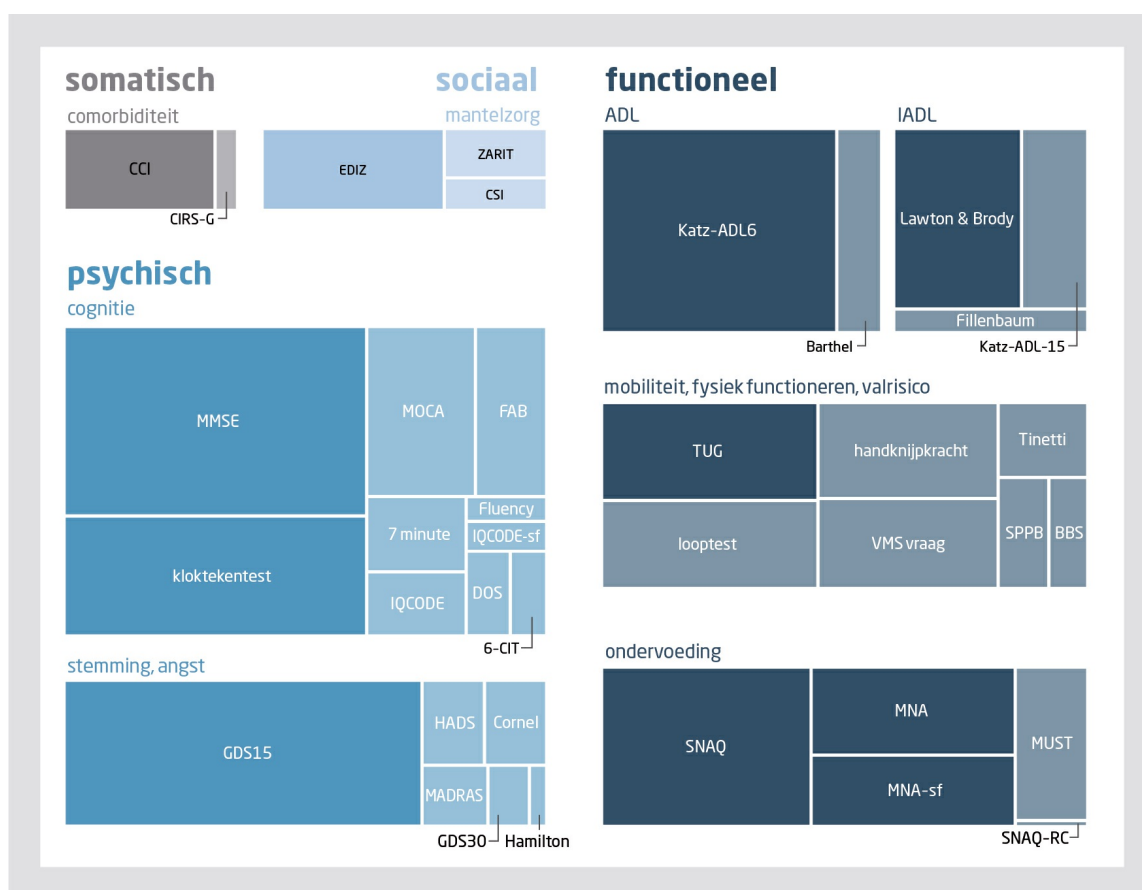 somatisch
comorbiditeit
CCI
CIRS-G
sociaal
mantelzorg
EDIZ
ZARIT
CSI
psychisch
cognitie
MMSE
MOCA
FAB
kloktekentest
7 minute
Fluency
IQCODE-sf
IQCODE
DOS
6-CIT
stemming, angst
GDS15
HADS
Cornel
MADRAS
GDS30
Hamilton
functioneel
ADL
Katz-ADL6
Barthel
IADL
Lawton & Brody
Fillenbaum
Katz-ADL-15
mobiliteit, fysiek functioneren, valrisico
TUG
handknijpkracht
Tinetti
looptest
VMS vraag
SPPB
BBS
ondervoeding
SNAQ
MNA
MNA-sf
MUST
SNAQ-RC